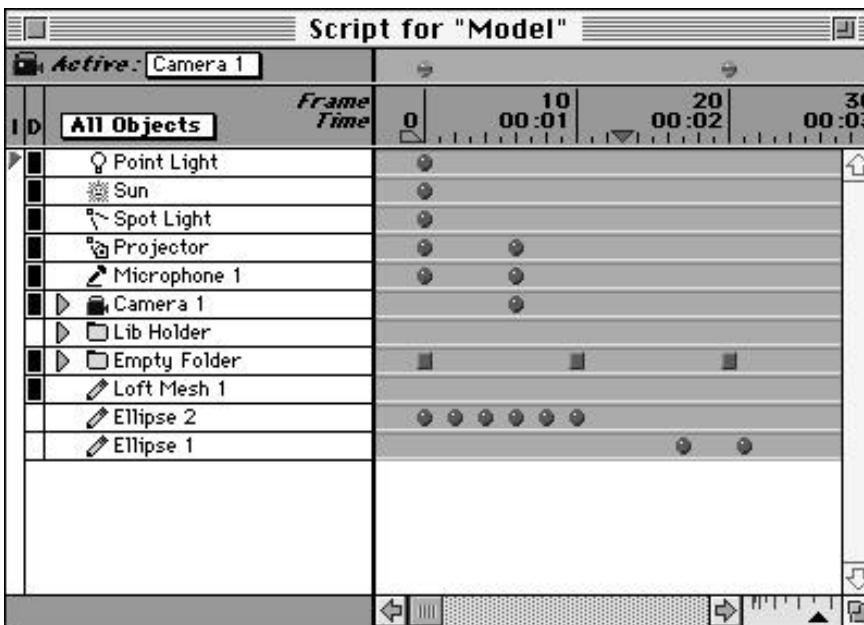 Script for "Model"
Active: Camera 1
Frame 10 20 30
I D All Objects Time 0 00:01 00:02 00:03
Point Light
Sun
Spot Light
Projector
Microphone 1
Camera 1
Lib Holder
Empty Folder
Loft Mesh 1
Ellipse 2
Ellipse 1